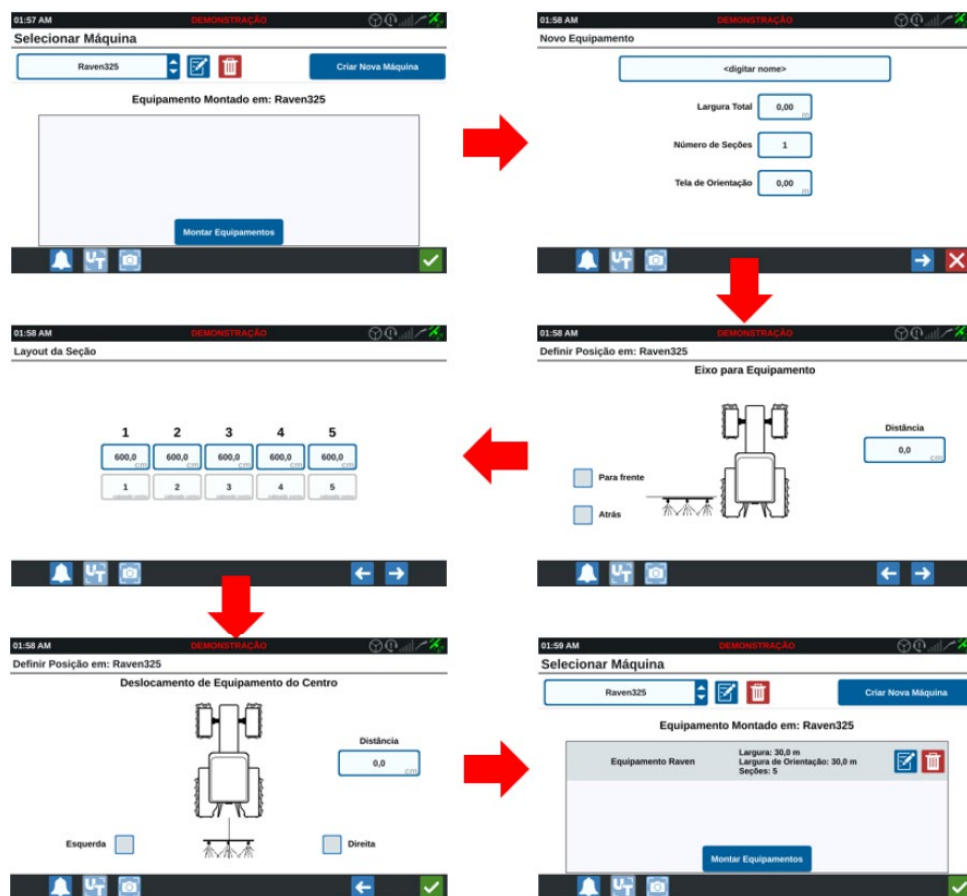 01:57 AM DEMONSTRAÇÃO
Selecionar Máquina
Raven325 Criar Nova Máquina
Equipamento Montado em: Raven325
Montar Equipamentos
UT
01:58 AM DEMONSTRAÇÃO
Novo Equipamento
<digitar nome>
Largura Total 0,00 m
Número de Seções 1
Tela de Orientação 0,00 m
UT
01:58 AM DEMONSTRAÇÃO
Definir Posição em: Raven325
Eixo para Equipamento
Distância
0,0 cm
Para frente
Atrás
UT
01:58 AM DEMONSTRAÇÃO
Layout da Seção
1 2 3 4 5
600,0 cm 600,0 cm 600,0 cm 600,0 cm 600,0 cm
1 2 3 4 5
UT
01:58 AM DEMONSTRAÇÃO
Definir Posição em: Raven325
Deslocamento de Equipamento do Centro
Distância
0,0 cm
Esquerda Direita
UT
01:59 AM DEMONSTRAÇÃO
Selecionar Máquina
Raven325 Criar Nova Máquina
Equipamento Montado em: Raven325
Equipamento Raven
Largura: 30,0 m
Largura de Orientação: 30,0 m
Seções: 5
Montar Equipamentos
UT